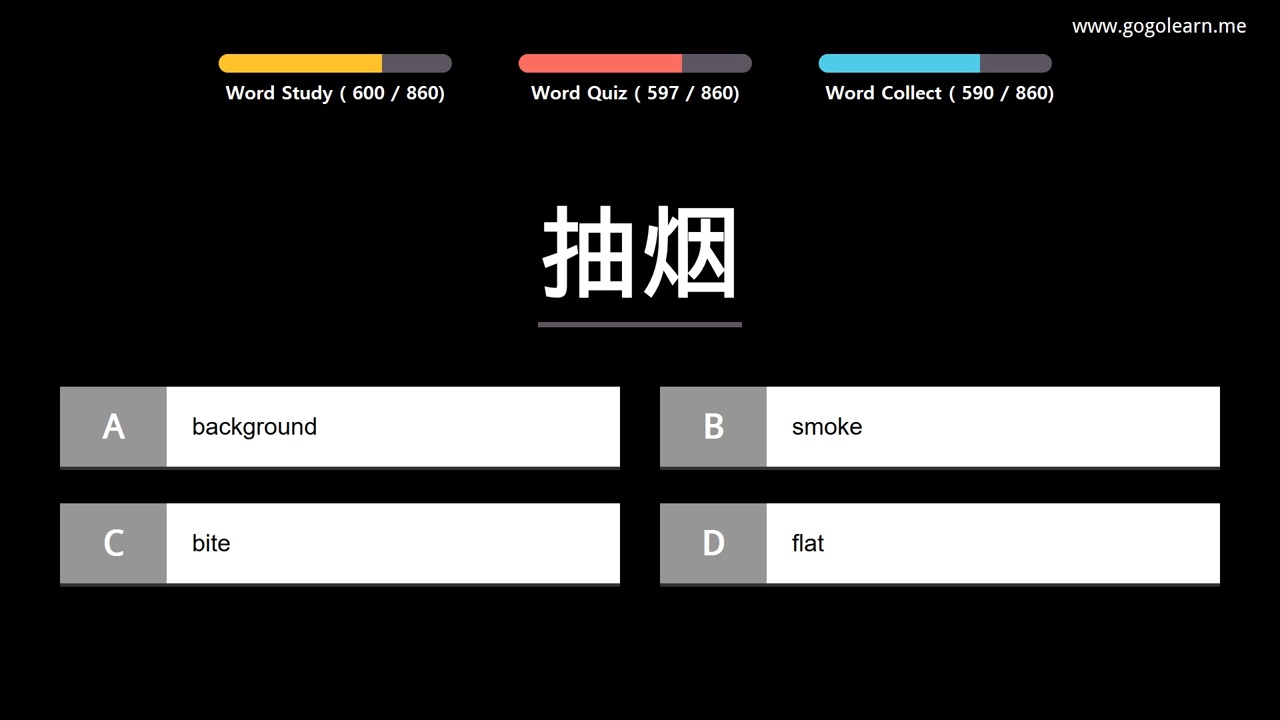 www.gogolearn.me
Word Study ( 600 / 860)
Word Quiz ( 597 / 860)
Word Collect ( 590 / 860)
抽烟
A background
B smoke
C bite
D flat